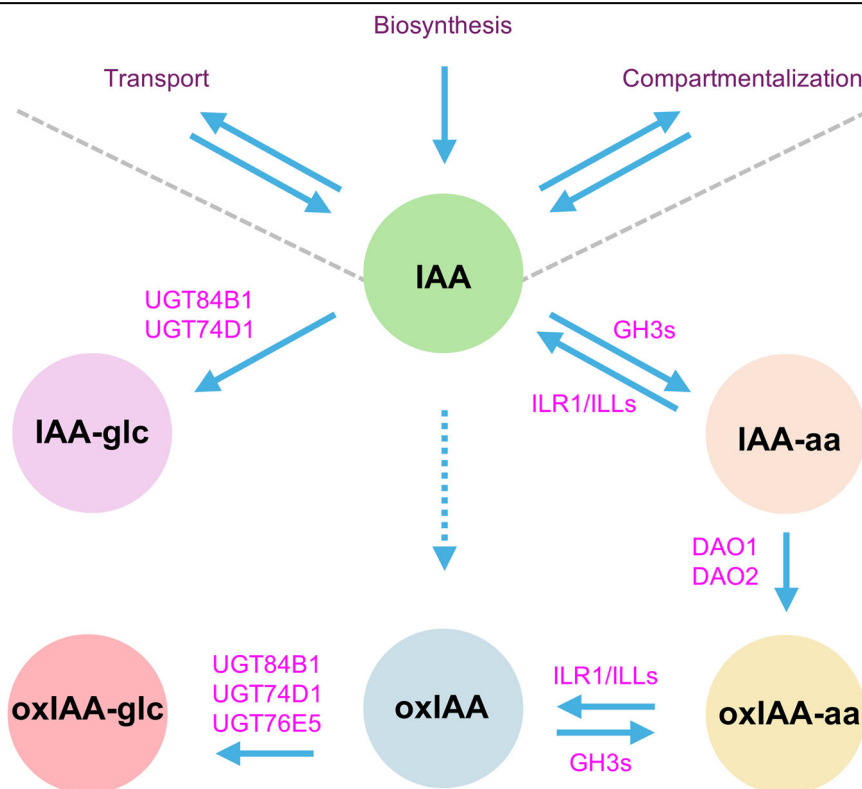 Biosynthesis
Transport
Compartmentalization
IAA
UGT84B1
UGT74D1
GH3s
ILR1/ILLs
IAA-glc
IAA-aa
DAO1
DAO2
oxIAA-glc
UGT84B1
UGT74D1
UGT76E5
oxIAA
ILR1/ILLs
GH3s
oxIAA-aa